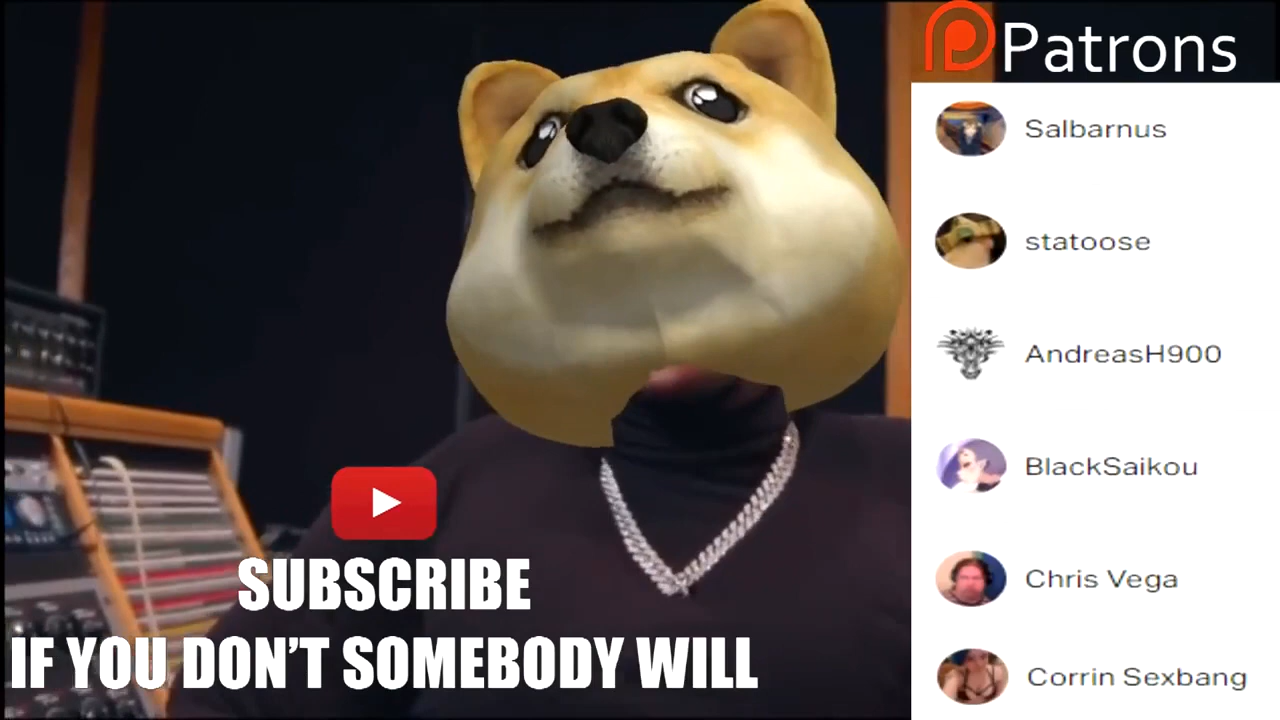 Patrons
Salbarnus
statoose
AndreasH900
BlackSaikou
Chris Vega
Corrin Sexbang
SUBSCRIBE
IF YOU DON'T SOMEBODY WILL